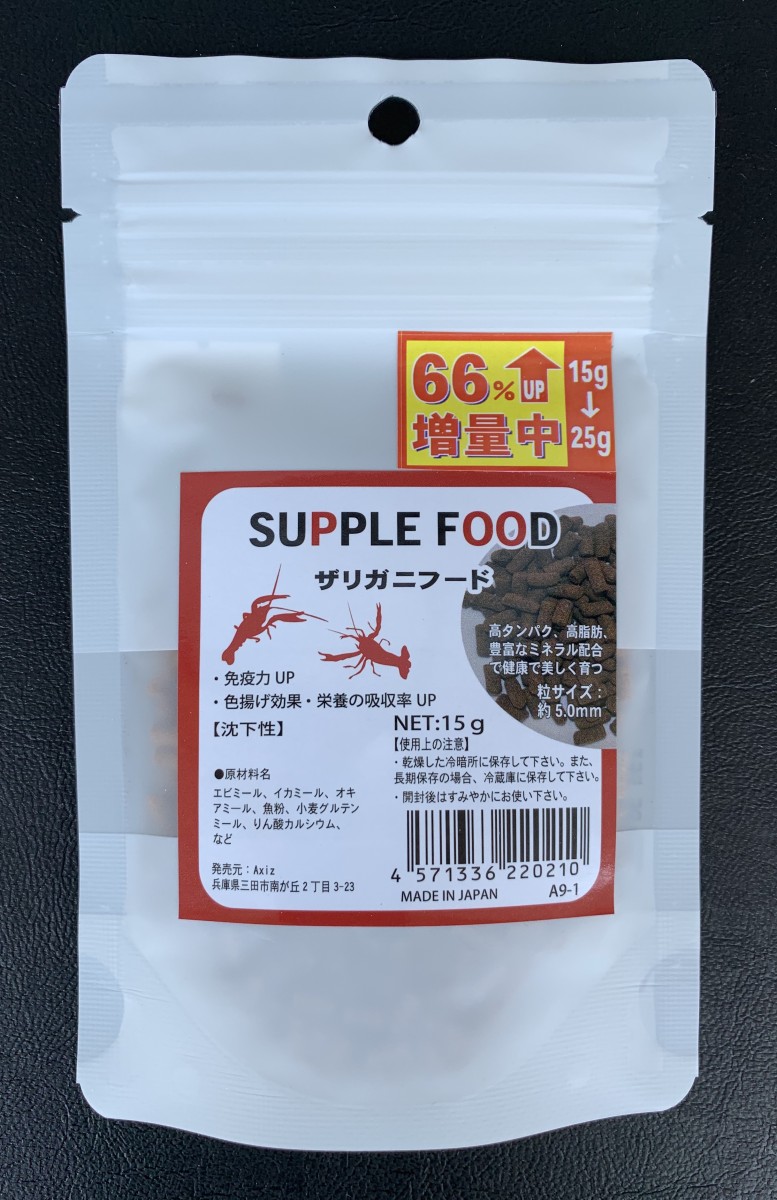 66%UP
増量中
15g
↓
25g
SUPPLE FOOD
ザリガニフード
高タンパク、高脂肪、
豊富なミネラル配合
で健康で美しく育つ
粒サイズ:
約5.0mm
・免疫力UP
・色揚げ効果・栄養の吸収率UP
【沈下性】
NET:15g
【使用上の注意】
・乾燥した冷暗所に保存して下さい。また、
長期保存の場合、冷蔵庫に保存して下さい。
・開封後はすみやかにお使い下さい。
●原材料名
エビミール、イカミール、オキ
アミール、魚粉、小麦グルテン
ミール、りん酸カルシウム、
など
発売元:Axiz
兵庫県三田市南が丘2丁目3-23
4 571336 220210
MADE IN JAPAN A9-1